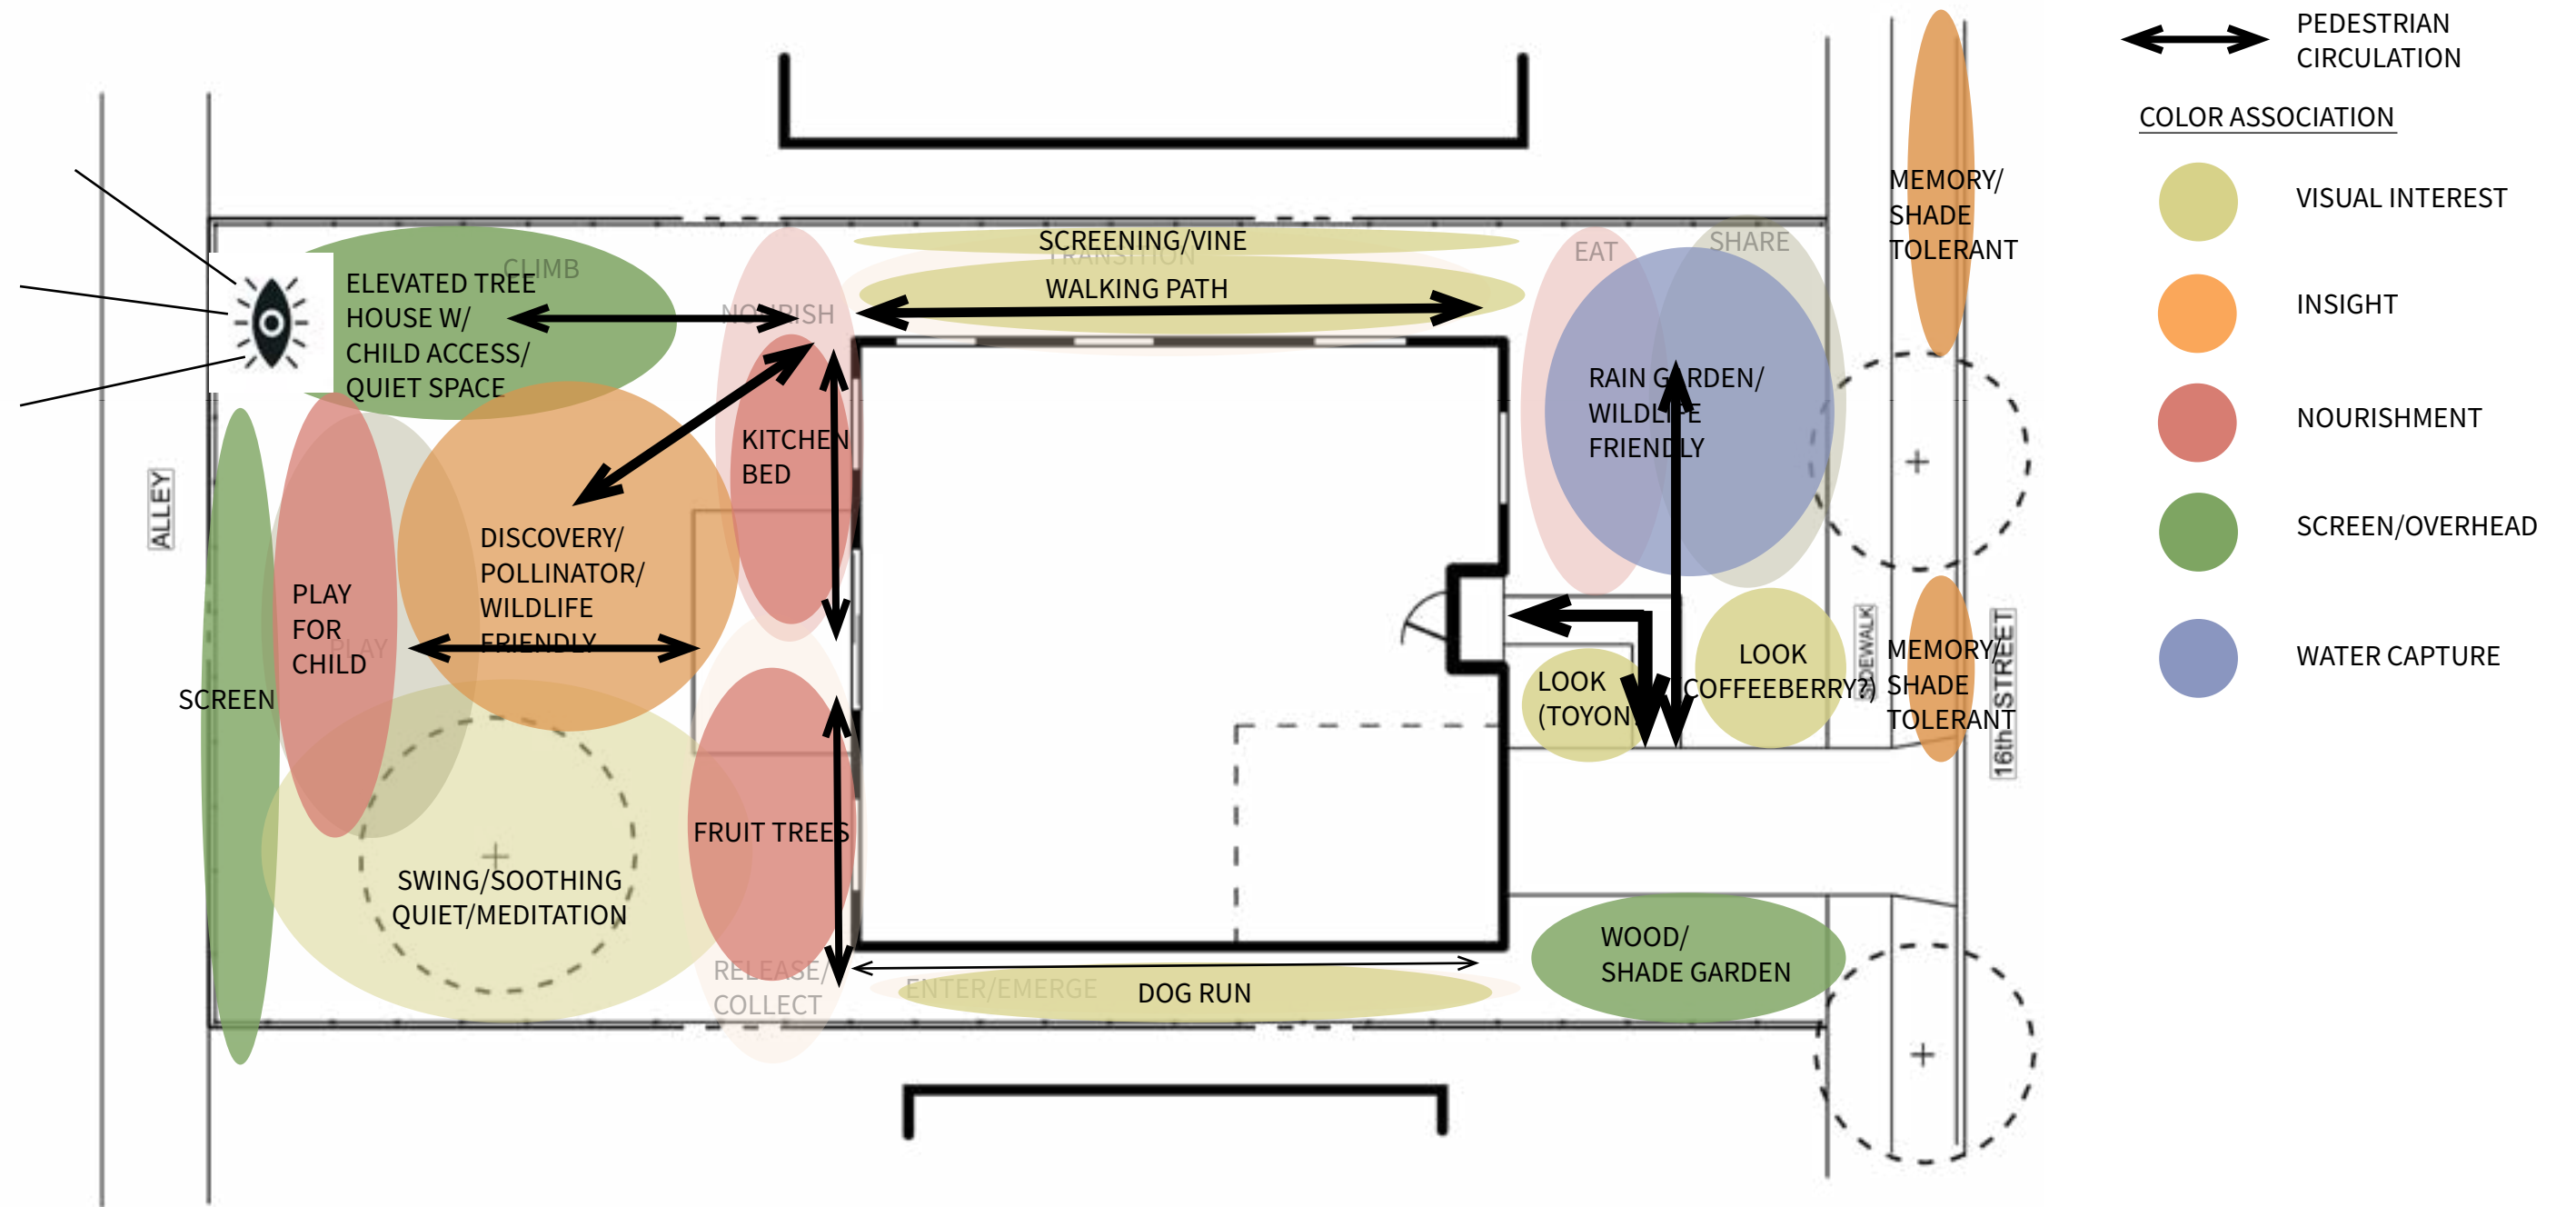 PEDESTRIAN
CIRCULATION
COLOR ASSOCIATION
VISUAL INTEREST
INSIGHT
NOURISHMENT
SCREEN/OVERHEAD
WATER CAPTURE
MEMORY/
SHADE
TOLERANT
SCREENING/VINE
TRANSITION
WALKING PATH
EAT
SHARE
CLIMB
ELEVATED TREE
HOUSE W/
CHILD ACCESS/
QUIET SPACE
NOURISH
RAIN GARDEN/
WILDLIFE
FRIENDLY
KITCHEN
BED
ALLEY
DISCOVERY/
POLLINATOR/
WILDLIFE
FRIENDLY
PLAY
FOR
CHILD
PLAY
SCREEN
LOOK
(TOYON
LOOK
COFFEEBERRY?)
SIDEWALK
MEMORY/
SHADE
TOLERANT
16th STREET
FRUIT TREES
SWING/SOOTHING
QUIET/MEDITATION
RELEASE/
COLLECT
ENTER/EMERGE
DOG RUN
WOOD/
SHADE GARDEN